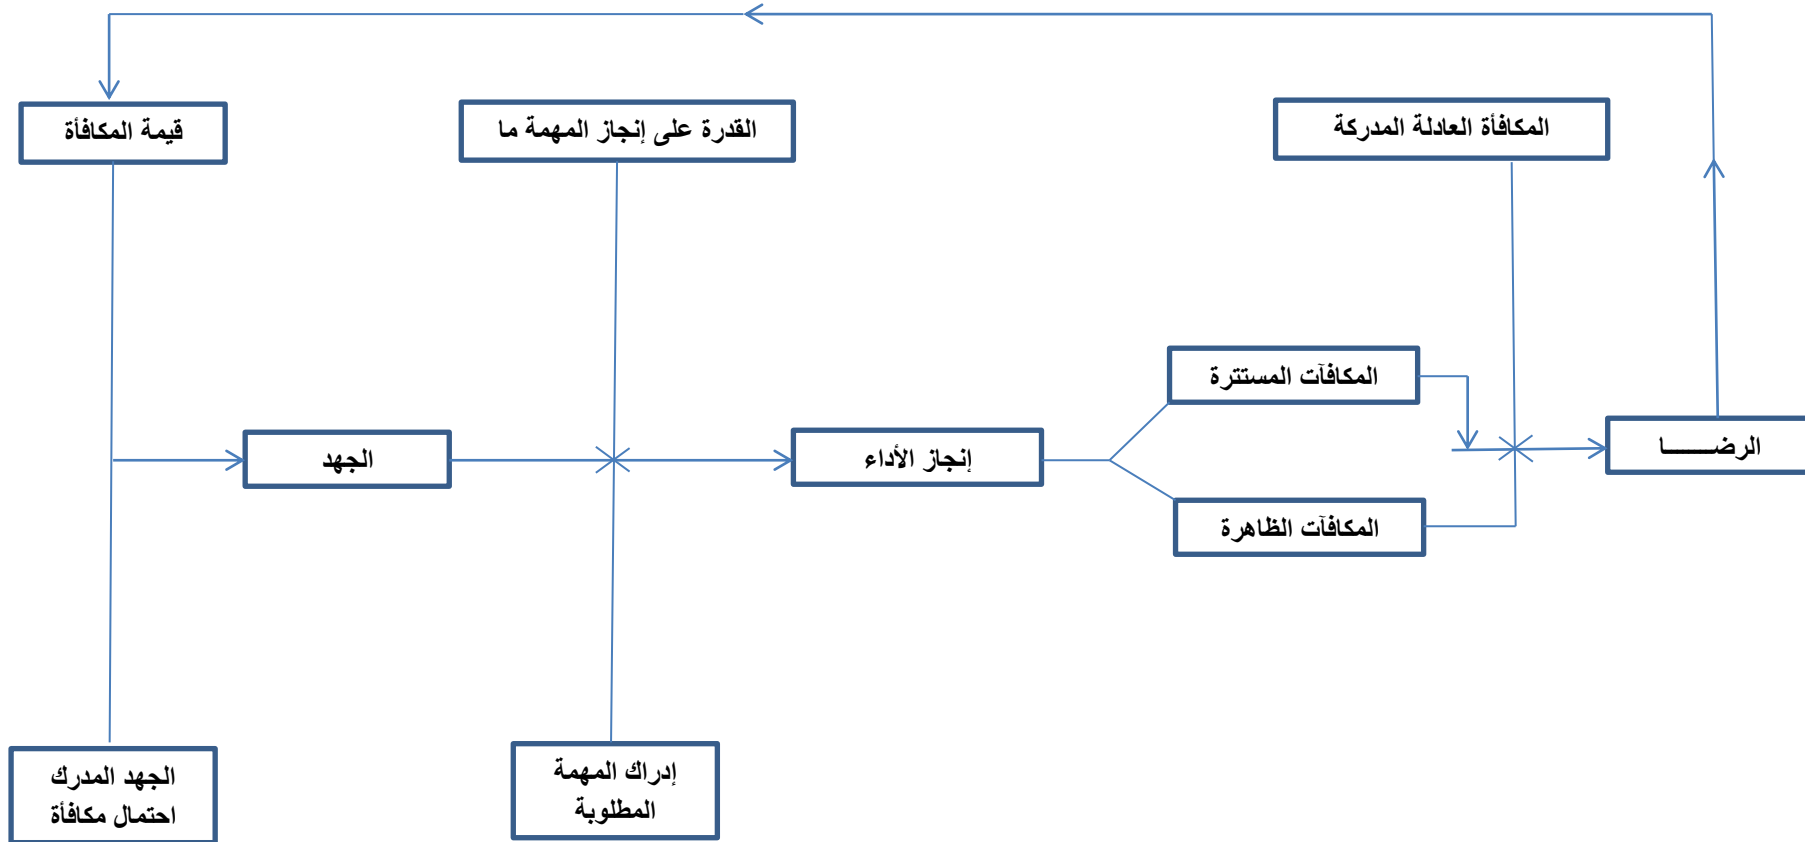 المكافأة العادلة المدركة
القدرة على إنجاز المهمة ما
قيمة المكافأة
المكافآت المستترة
الرضـــــا
إنجاز الأداء
الجهد
المكافآت الظاهرة
إدراك المهمة
المطلوبة
الجهد المدرك
احتمال مكافأة